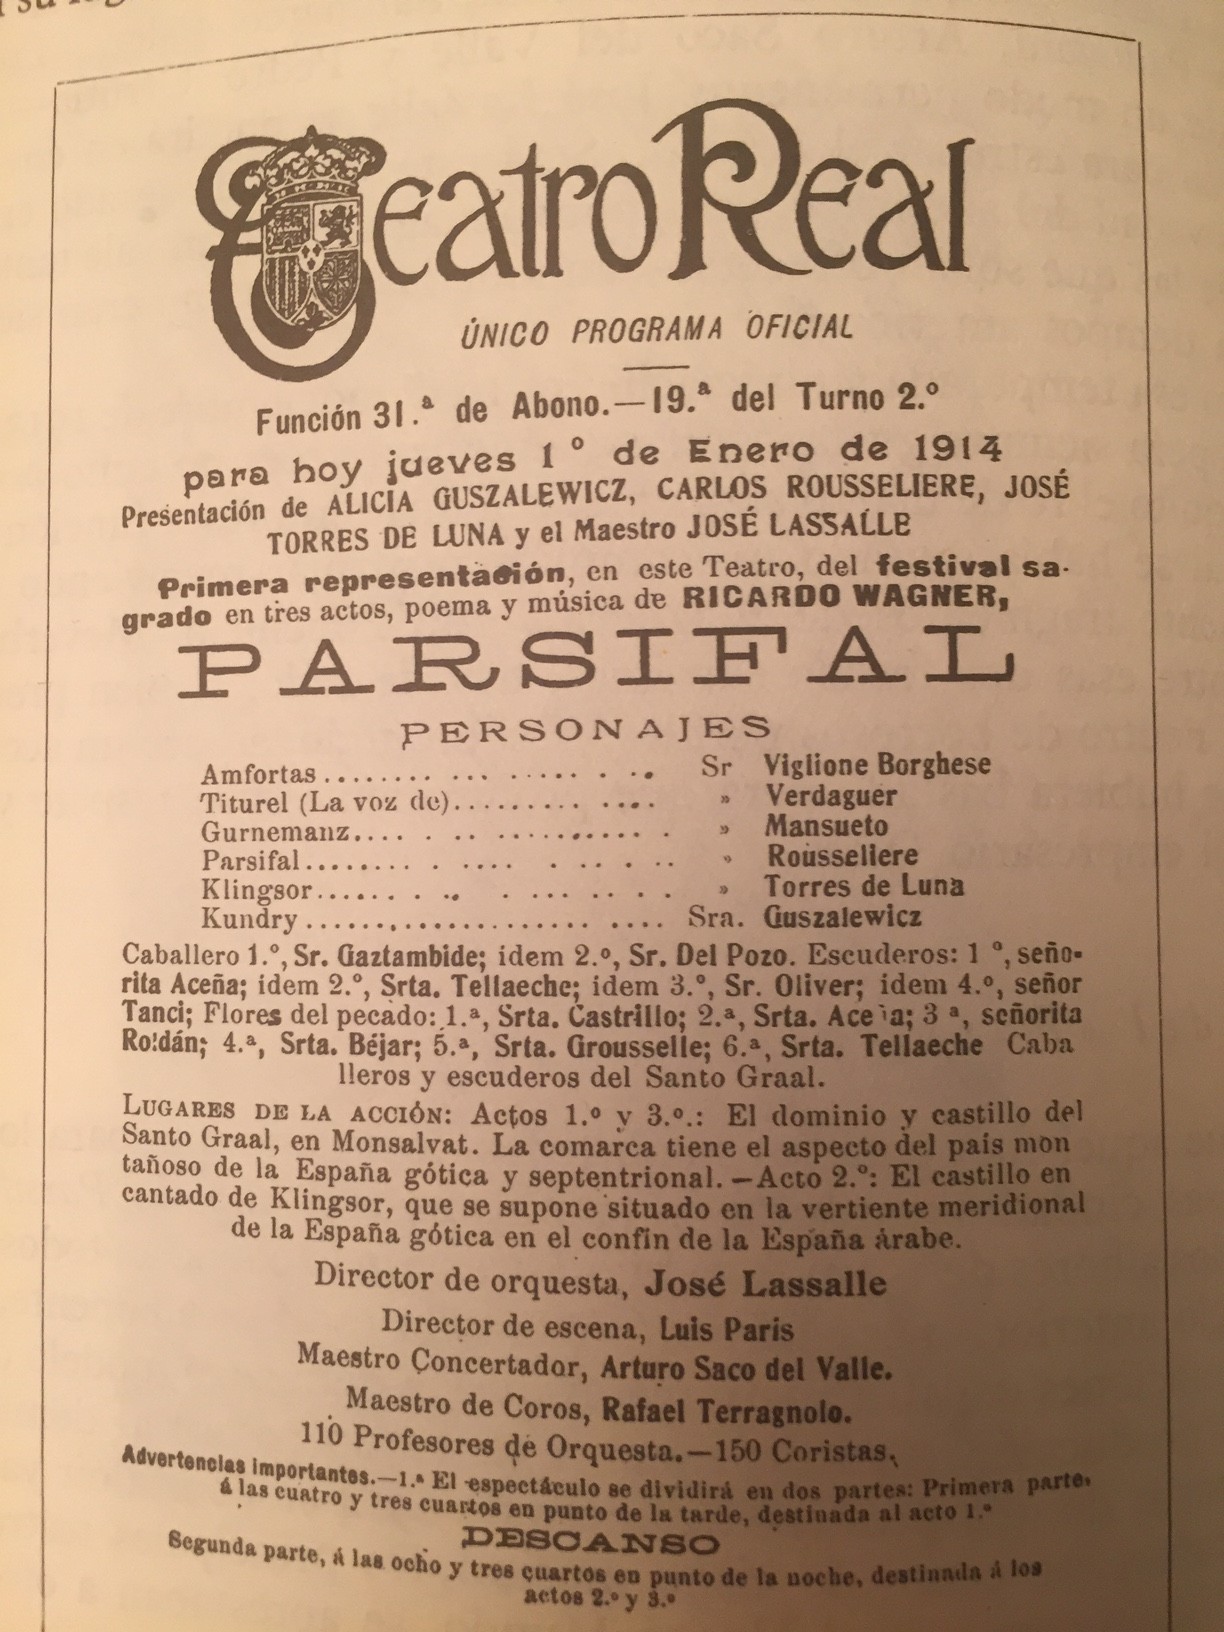 Teatro Real
ÚNICO PROGRAMA OFICIAL
Función 31.ª de Abono.—19.ª del Turno 2.º
para hoy jueves 1º de Enero de 1914
Presentación de ALICIA GUSZALEWICZ, CARLOS ROUSSELIERE, JOSÉ
TORRES DE LUNA y el Maestro JOSÉ LASSALLE
Primera representación, en este Teatro, del festival sa-
grado en tres actos, poema y música de RICARDO WAGNER,
PARSIFAL
PERSONAJES
Amfortas........ ... ...... . .. Sr Viglione Borghese
Titurel (La voz de).......... .... » Verdaguer
Gurnemanz.... . .. ........... . » Mansueto
Parsifal.......... .... . .. . .. » Rousseliere
Klingsor...... . .. ... .. . .... » Torres de Luna
Kundry...................... .... Sra. Guszalewicz
Caballero 1.º, Sr. Gaztambide; idem 2.º, Sr. Del Pozo. Escuderos: 1 º, seño-
rita Aceña; idem 2.º, Srta. Tellaeche; idem 3.º, Sr. Oliver; idem 4.º, señor
Tanci; Flores del pecado: 1.ª, Srta. Castrillo; 2.ª, Srta. Ace a; 3 ª, señorita
Roldán; 4.ª, Srta. Béjar; 5.ª, Srta. Grousselle; 6.ª, Srta. Tellaeche Caba
lleros y escuderos del Santo Graal.
LUGARES DE LA ACCIÓN: Actos 1.º y 3.º.: El dominio y castillo del
Santo Graal, en Monsalvat. La comarca tiene el aspecto del país mon
tañoso de la España gótica y septentrional.—Acto 2.º: El castillo en
cantado de Klingsor, que se supone situado en la vertiente meridional
de la España gótica en el confin de la España árabe.
Director de orquesta, José Lassalle
Director de escena, Luis Paris
Maestro Concertador, Arturo Saco del Valle.
Maestro de Coros, Rafael Terragnolo.
110 Profesores de Orquesta.—150 Coristas.
Advertencias importantes.—1.ª El espectáculo se dividirá en dos partes: Primera parte,
á las cuatro y tres cuartos en punto de la tarde, destinada al acto 1.º
DESCANSO
Segunda parte, á las ocho y tres cuartos en punto de la noche, destinada á los
actos 2.º y 3.º